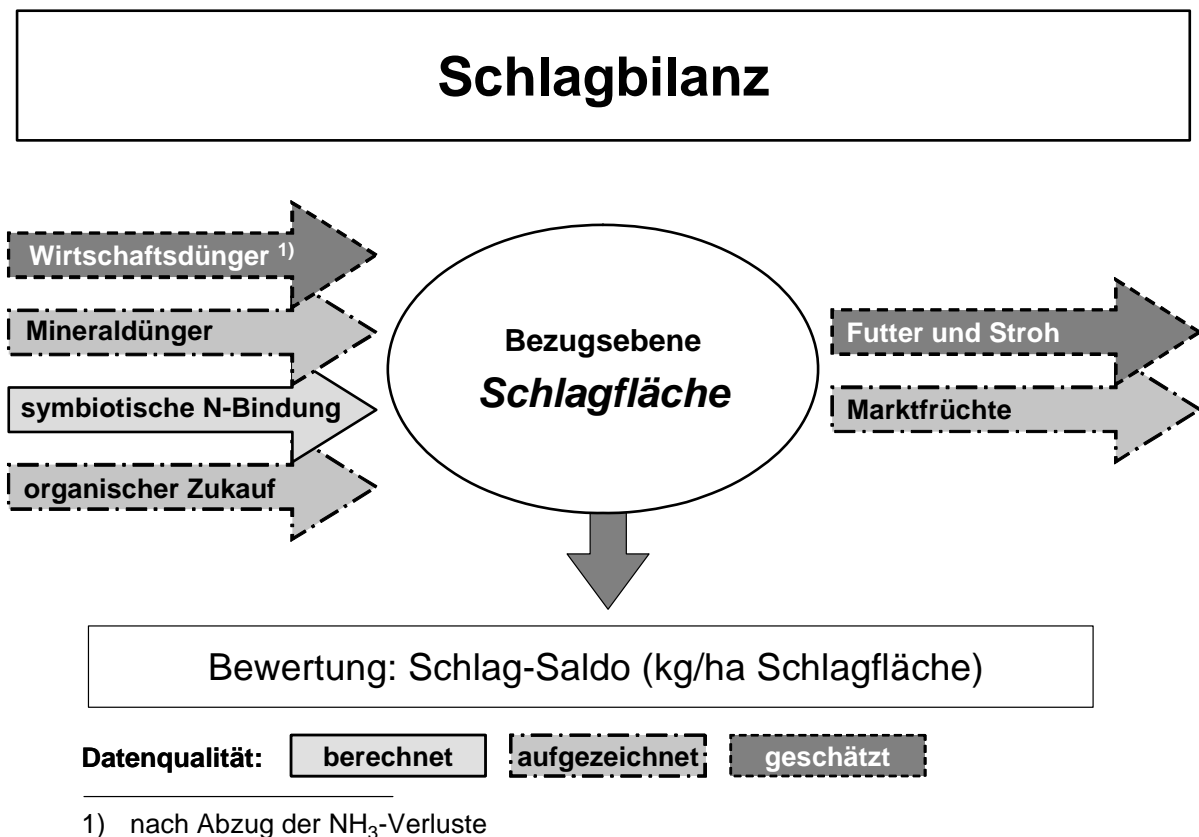 Schlagbilanz
Wirtschaftsdünger 1)
Mineraldünger
symbiotische N-Bindung
organischer Zukauf
Bezugsebene
Schlagfläche
Futter und Stroh
Marktfrüchte
Bewertung: Schlag-Saldo (kg/ha Schlagfläche)
Datenqualität: berechnet aufgezeichnet geschätzt
1) nach Abzug der NH3-Verluste